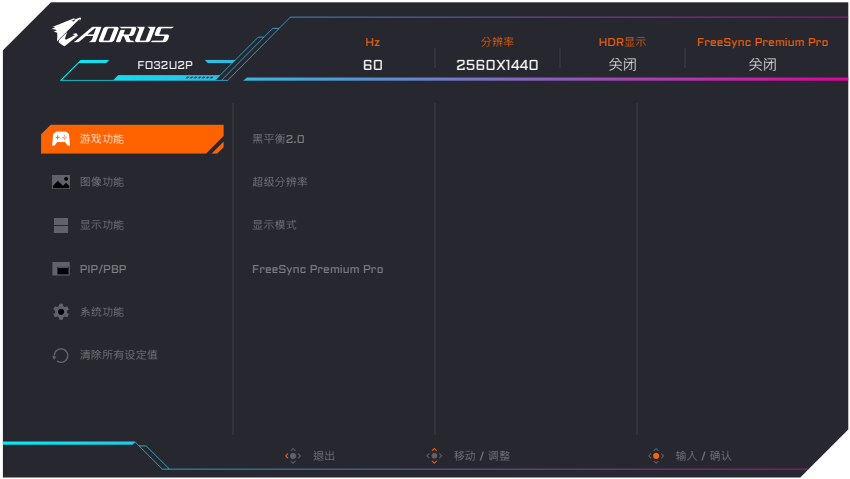 AORUS
FO32U2P
Hz 分辨率 HDR显示 FreeSync Premium Pro
60 2560X1440 关闭 关闭
游戏功能 黑平衡2.0
图像功能 超级分辨率
显示功能 显示模式
PIP/PBP FreeSync Premium Pro
系统功能
清除所有设定值
退出 移动 / 调整 输入 / 确认